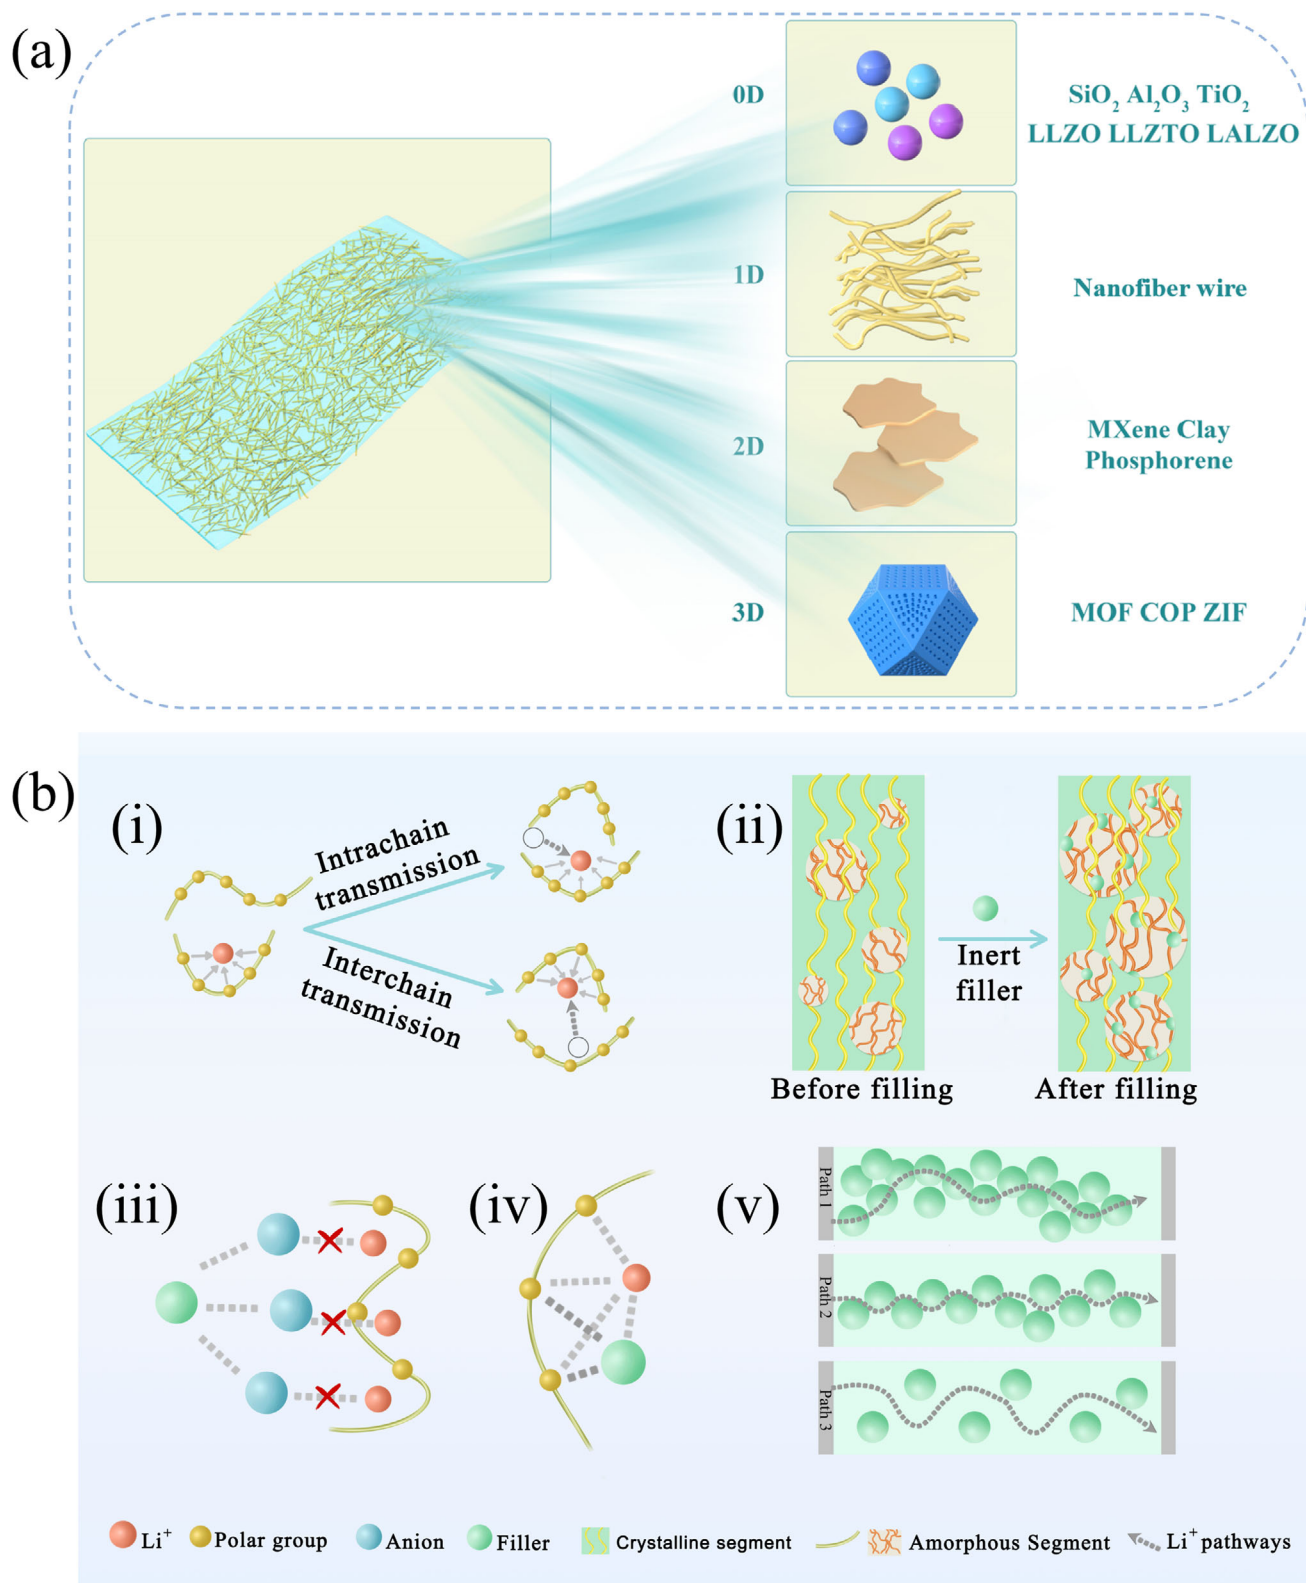 (a)
0D
SiO₂ Al₂O₃ TiO₂
LLZO LLZTO LALZO
1D
Nanofiber wire
2D
MXene Clay
Phosphorene
3D
MOF COP ZIF
(b)
(i)
Intrachain
transmission
Interchain
transmission
(ii)
Inert
filler
Before filling
After filling
(iii)
(iv)
(v)
Path 1
Path 2
Path 3
Li⁺
Polar group
Anion
Filler
Crystalline segment
Amorphous Segment
Li⁺ pathways